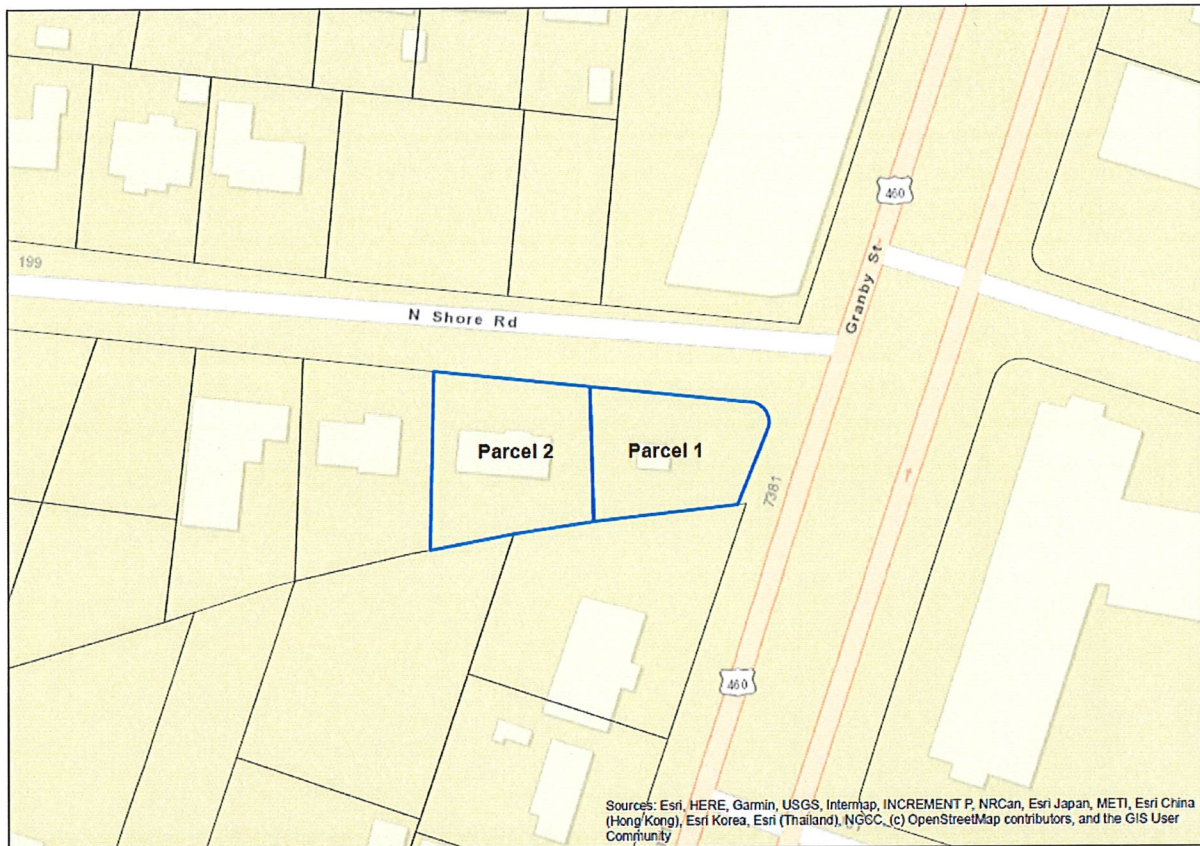 460
Granby St
199
N Shore Rd
Parcel 2
Parcel 1
7381
460
Sources: Esri, HERE, Garmin, USGS, Intermap, INCREMENT P, NRCan, Esri Japan, METI, Esri China
(Hong Kong), Esri Korea, Esri (Thailand), NGCC, (c) OpenStreetMap contributors, and the GIS User
Community